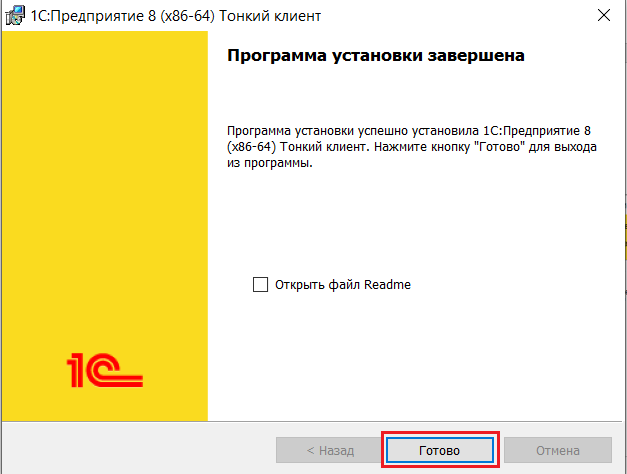 1С:Предприятие 8 (x86-64) Тонкий клиент
Программа установки завершена
Программа установки успешно установила 1С:Предприятие 8
(x86-64) Тонкий клиент. Нажмите кнопку "Готово" для выхода
из программы.
Открыть файл Readme
1С
< Назад
Готово
Отмена